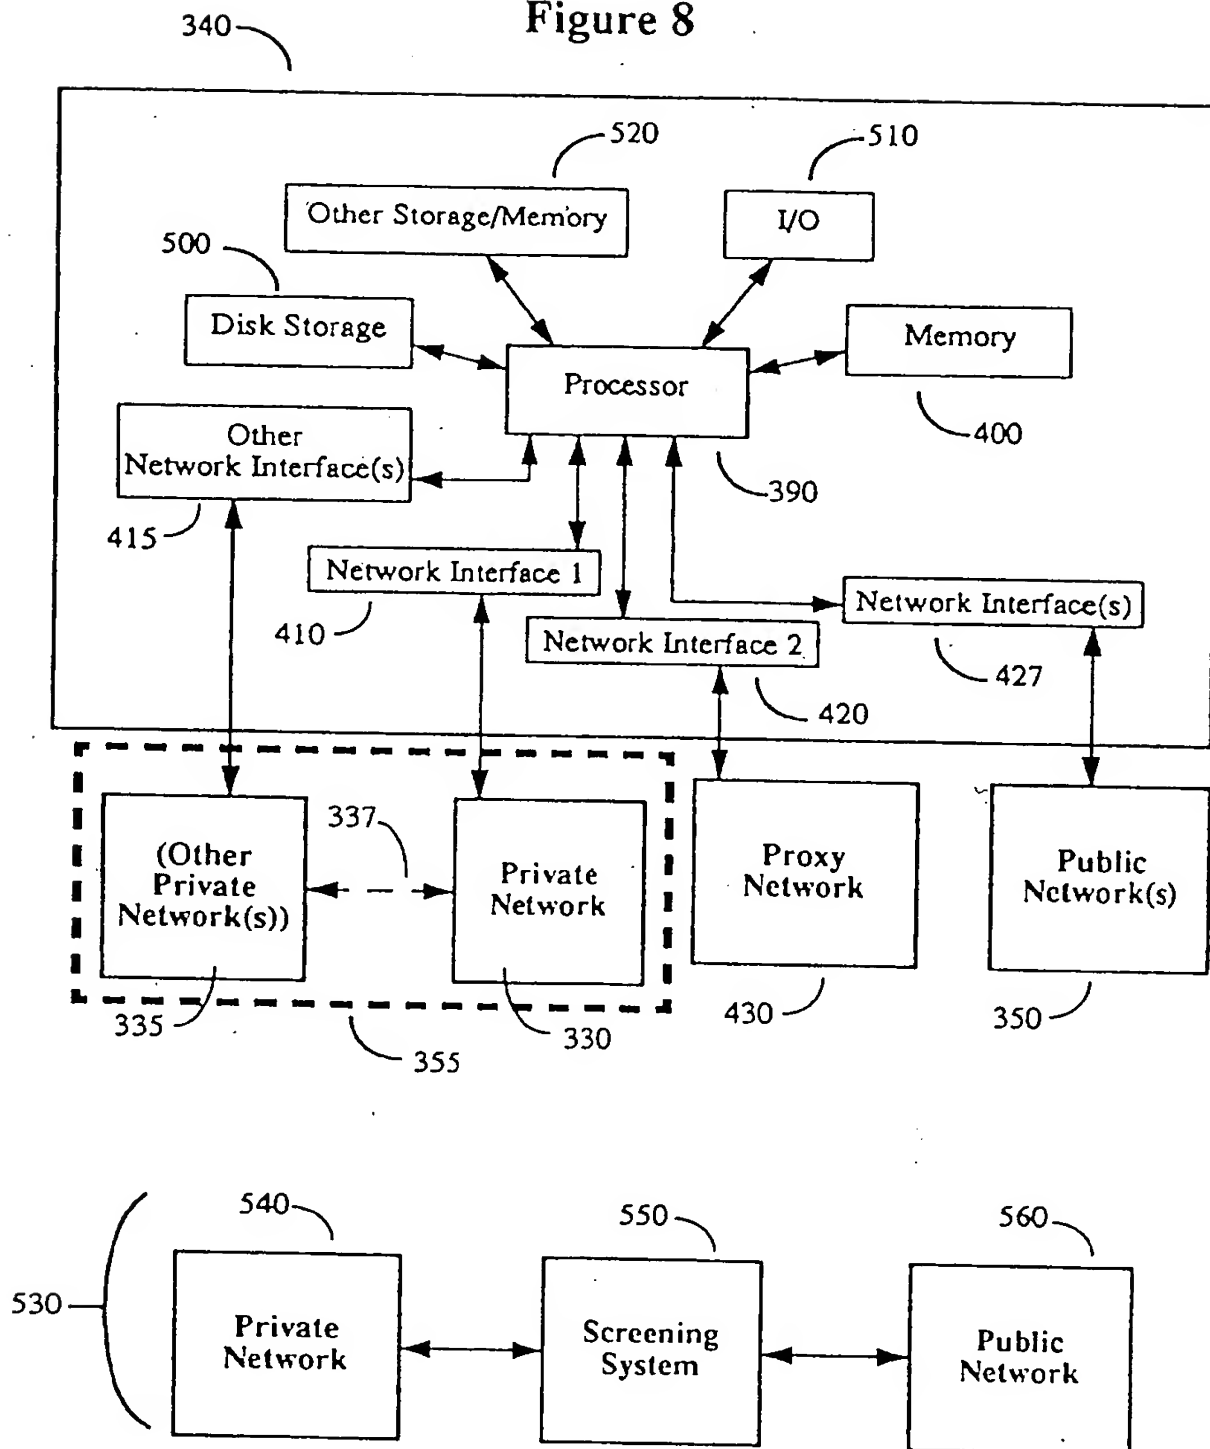 Figure 8
340
520
510
Other Storage/Memory
I/O
500
Disk Storage
Memory
Processor
400
Other
Network Interface(s)
390
415
Network Interface 1
Network Interface(s)
410
Network Interface 2
427
420
337
(Other
Private
Network(s))
Private
Network
Proxy
Network
Public
Network(s)
335
330
430
350
355
540
550
560
530
Private
Network
Screening
System
Public
Network